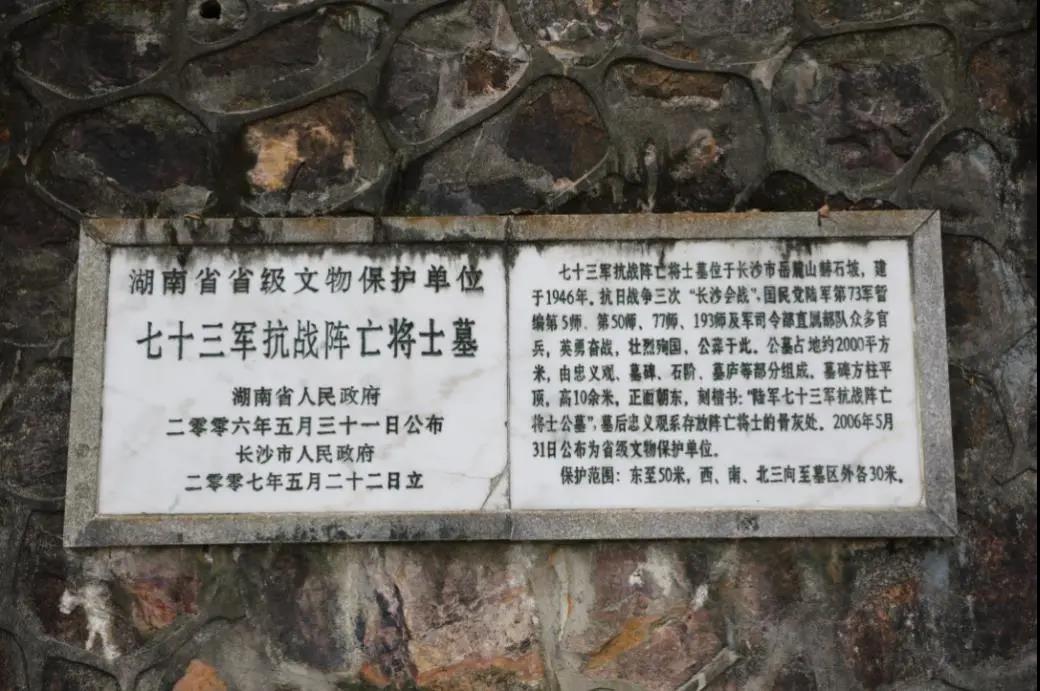 湖南省省级文物保护单位
七十三军抗战阵亡将士墓
湖南省人民政府
二零零六年五月三十一日公布
长沙市人民政府
二零零七年五月二十二日立
七十三军抗战阵亡将士墓位于长沙市岳麓山赫石坡，建
于1946年。抗日战争三次“长沙会战”，国民党陆军第73军暂
编第5师、第50师、77师、193师及军司令部直属部队众多官
兵，英勇奋战，壮烈殉国，公葬于此。公墓占地约2000平方
米，由忠义观、墓碑、石阶、墓庐等部分组成。墓碑方柱平
顶，高10余米，正面朝东，刻楷书：“陆军七十三军抗战阵亡
将士公墓”，墓后忠义观系存放阵亡将士的骨灰处。2006年5月
31日公布为省级文物保护单位。
保护范围：东至50米，西、南、北三向至墓区外各30米。